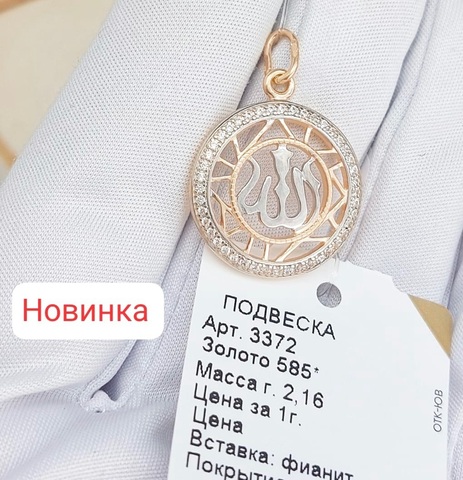 الله
Новинка
ПОДВЕСКА
Арт. 3372
Золото 585*
Масса г. 2,16
Цена за 1г.
Цена
Вставка: фианит
Покрытие
ОТК-ЮВ